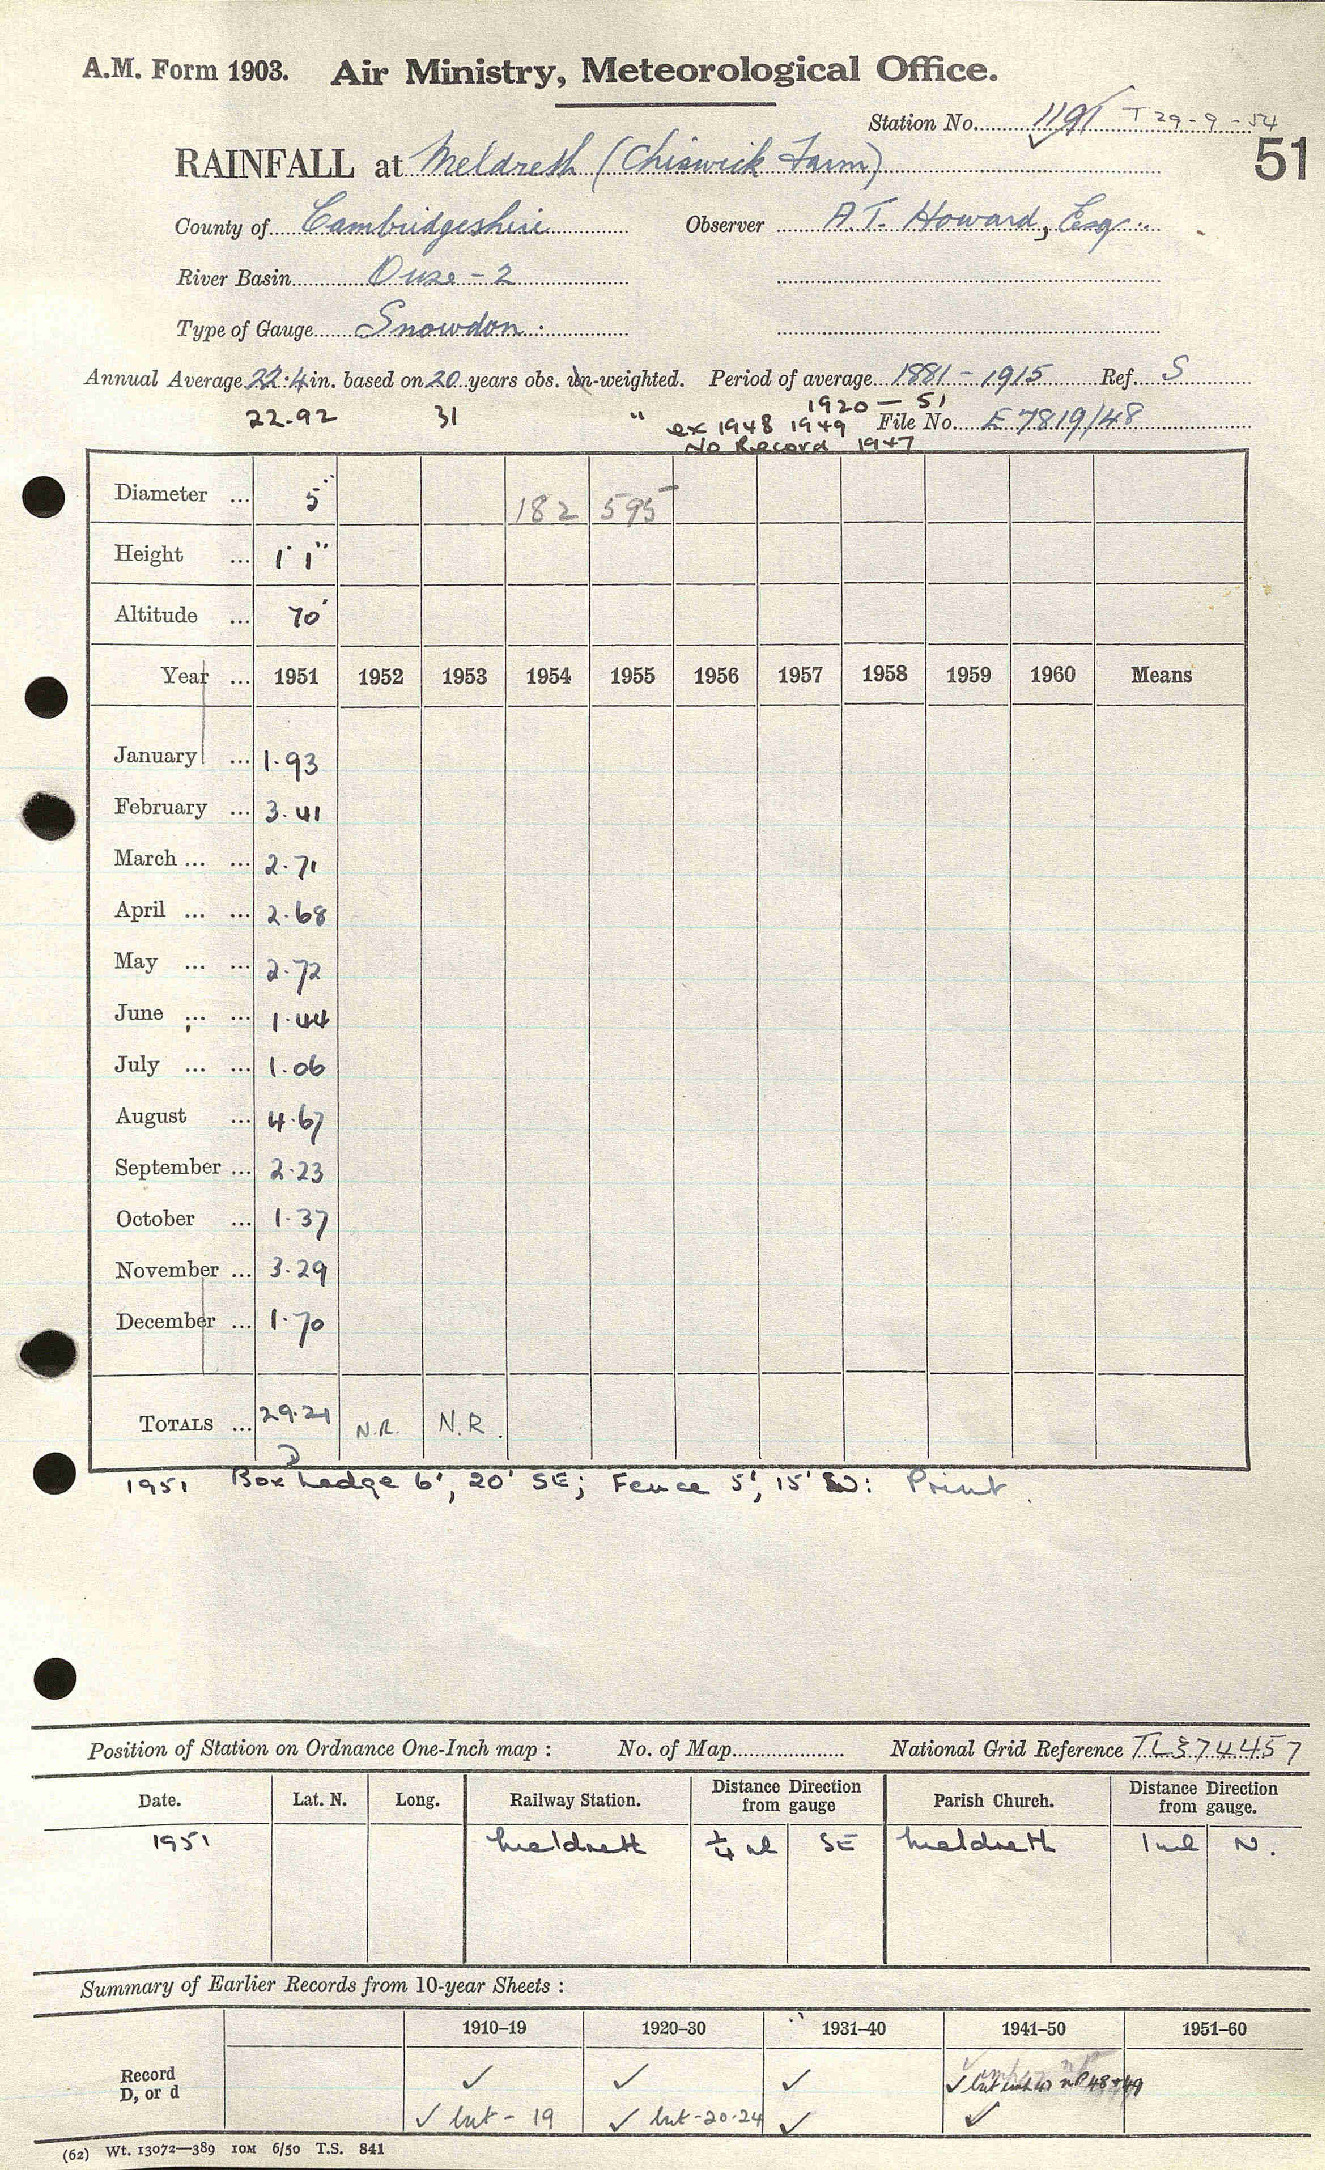 A.M. Form 1903. Air Ministry, Meteorological Office.
Station No. 1191 T 29-9-54
51
RAINFALL at Meldreth (Chiswick Farm)
County of Cambridgeshire Observer A.T. Howard, Esq.
River Basin Ouse - 2
Type of Gauge Snowdon.
Annual Average 22.4 in. based on 20 years obs. un-weighted. Period of average 1881 - 1915 Ref. S
22.92 31 " 1920 - 51
ex 1948 1949 File No. E 7819/48
No Record 1947
Diameter ... 5" 182 595
Height ... 1' 1"
Altitude ... 70'
Year ... 1951 1952 1953 1954 1955 1956 1957 1958 1959 1960 Means
January ... 1.93
February ... 3.41
March ... ... 2.71
April ... ... 2.68
May ... ... 2.72
June ... ... 1.44
July ... ... 1.06
August ... 4.67
September ... 2.23
October ... 1.37
November ... 3.29
December ... 1.70
TOTALS ... 29.21 N.R. N.R.
D
1951 Box hedge 6', 20' SE; Fence 5', 15' W: Print
Position of Station on Ordnance One-Inch map : No. of Map National Grid Reference TL 374457
Date. Lat. N. Long. Railway Station. Distance Direction from gauge Parish Church. Distance Direction from gauge.
1951 Meldreth ¼ ml SE Meldreth 1 ml N.
Summary of Earlier Records from 10-year Sheets :
1910–19 1920–30 1931–40 1941–50 1951–60
Record ✓ ✓ ✓ ✓ but 48+49
D, or d ✓ but - 19 ✓ but -20-24 ✓ ✓
(62) Wt. 13072—389 10M 6/50 T.S. 841